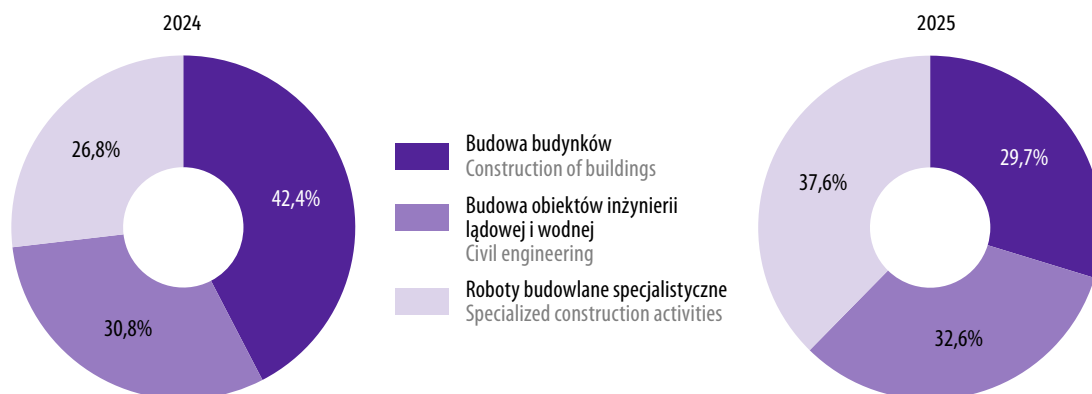 2024
26,8%
42,4%
30,8%
Budowa budynków
Construction of buildings
Budowa obiektów inżynierii
lądowej i wodnej
Civil engineering
Roboty budowlane specjalistyczne
Specialized construction activities
2025
37,6%
29,7%
32,6%